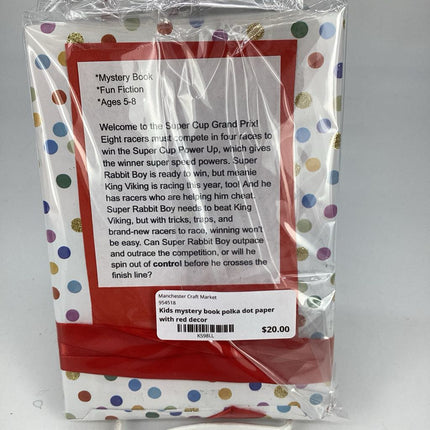 *Mystery Book
*Fun Fiction
*Ages 5-8
Welcome to the Super Cup Grand Prix!
Eight racers must compete in four races to
win the Super Cup Power Up, which gives
the winner super speed powers. Super
Rabbit Boy is ready to win, but meanie
King Viking is racing this year, too! And he
has racers who are helping him cheat.
Super Rabbit Boy needs to beat King
Viking, but with tricks, traps, and
brand-new racers to race, winning won't
be easy. Can Super Rabbit Boy outpace
and outrace the competition, or will he
spin out of control before he crosses the
finish line?
Manchester Craft Market
954518
Kids mystery book polka dot paper
with red decor
KS98LL
$20.00